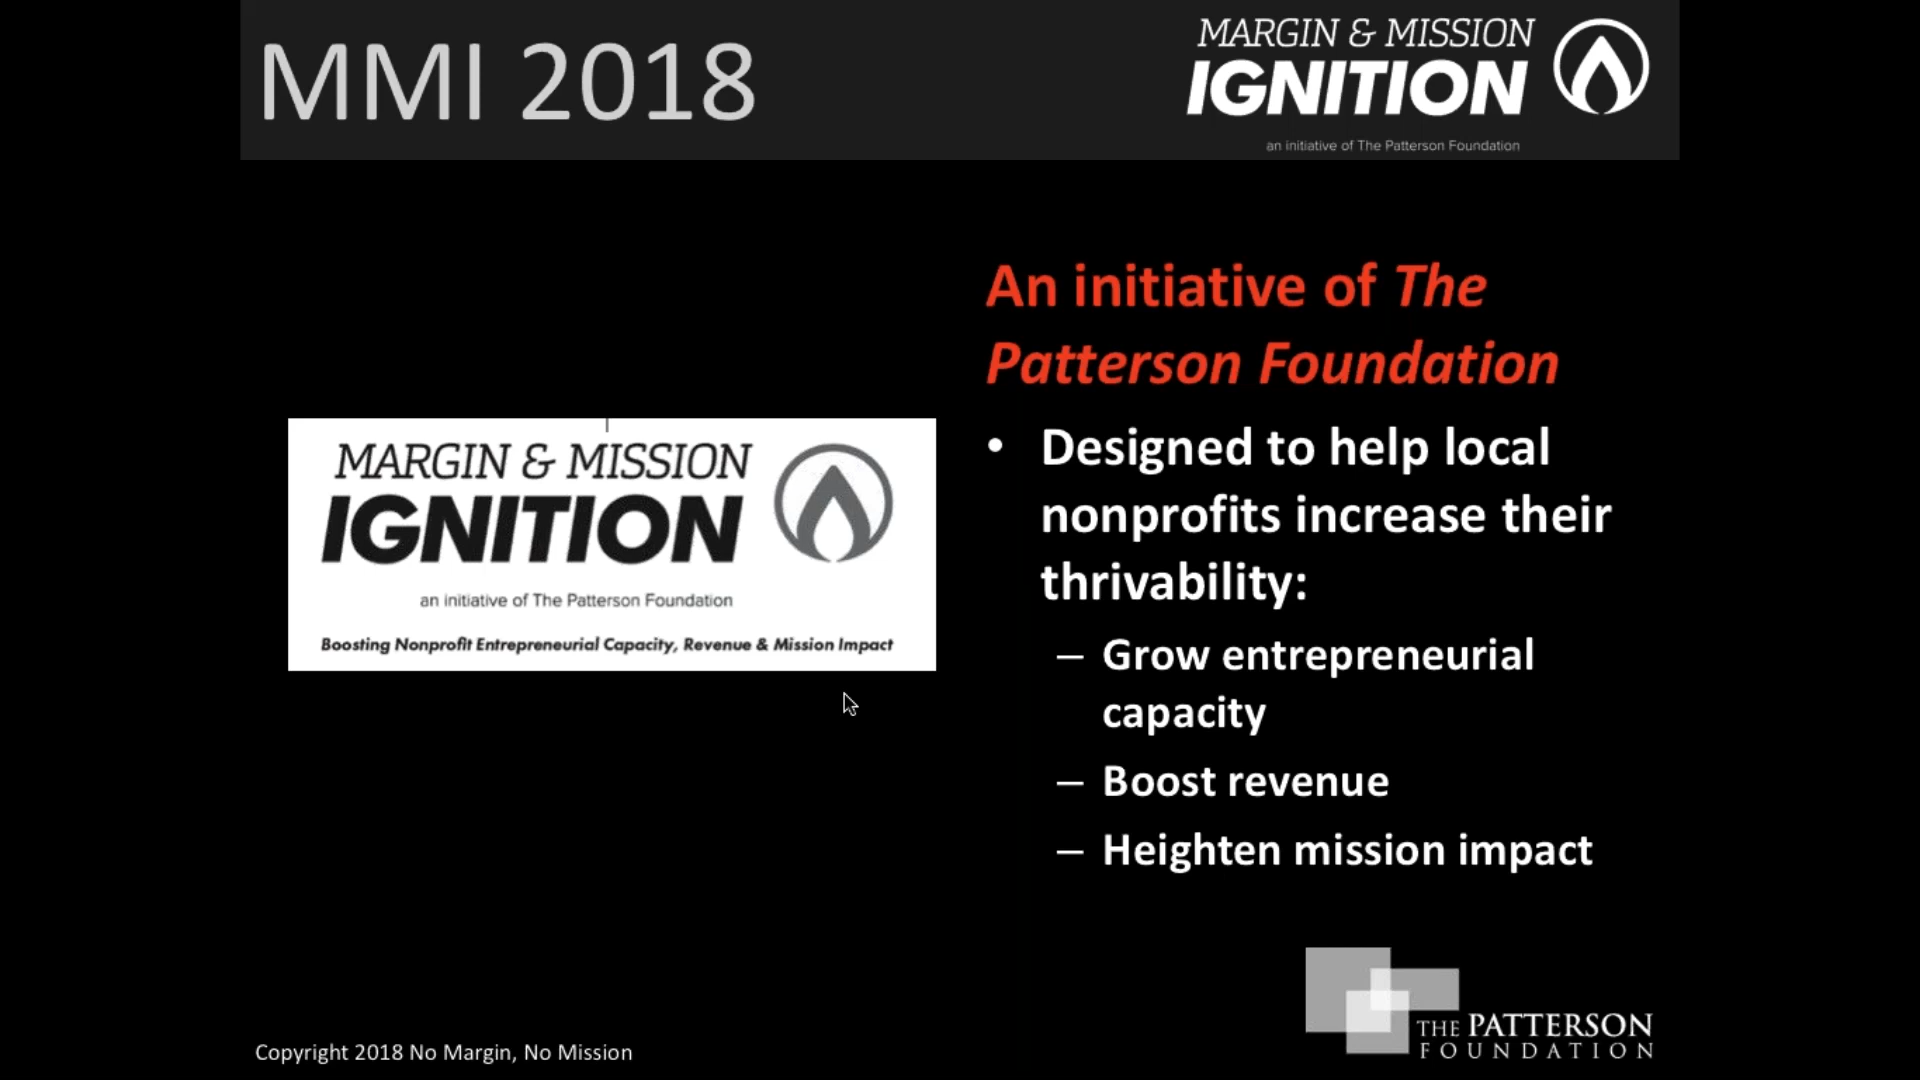 MMI 2018
MARGIN & MISSION
IGNITION
an initiative of The Patterson Foundation
MARGIN & MISSION
IGNITION
an initiative of The Patterson Foundation
Boosting Nonprofit Entrepreneurial Capacity, Revenue & Mission Impact
An initiative of The
Patterson Foundation
• Designed to help local
nonprofits increase their
thrivability:
– Grow entrepreneurial
capacity
– Boost revenue
– Heighten mission impact
THE PATTERSON
FOUNDATION
Copyright 2018 No Margin, No Mission